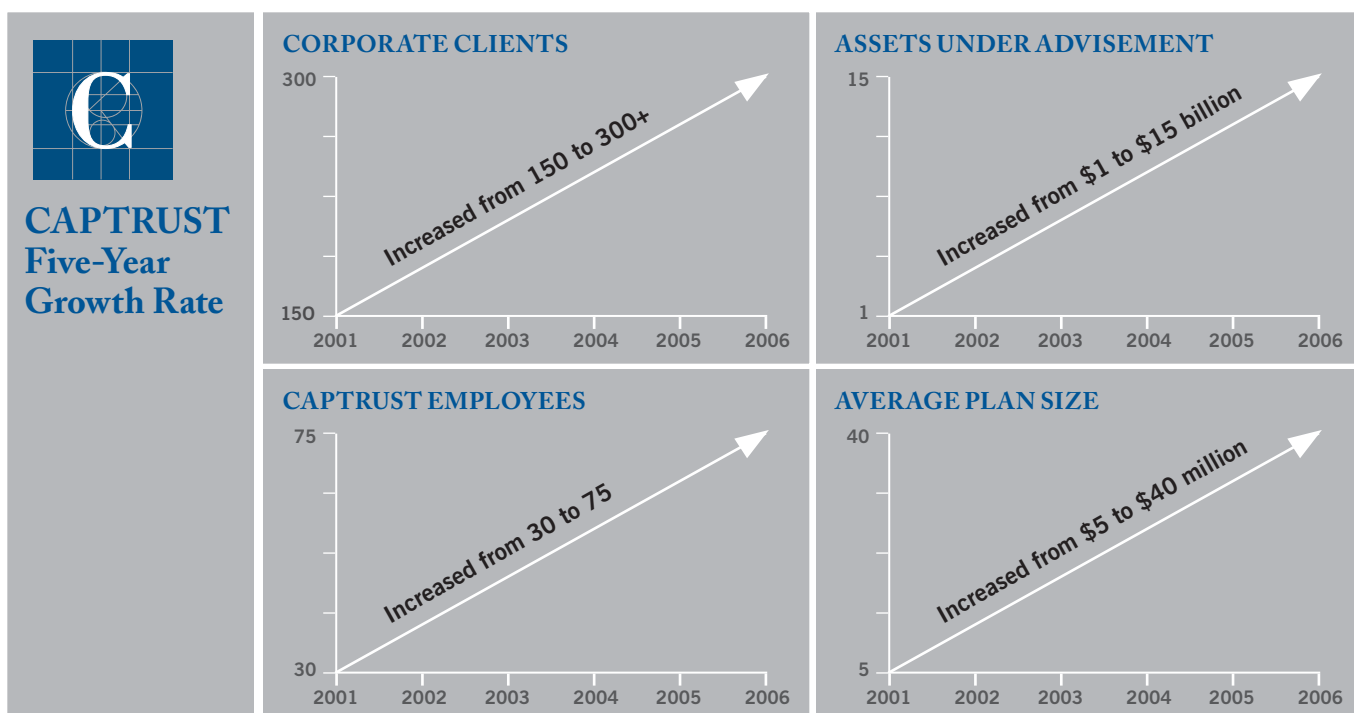 C
CAPTRUST
Five-Year
Growth Rate
CORPORATE CLIENTS
300
Increased from 150 to 300+
150
2001 2002 2003 2004 2005 2006
ASSETS UNDER ADVISEMENT
15
Increased from $1 to $15 billion
1
2001 2002 2003 2004 2005 2006
CAPTRUST EMPLOYEES
75
Increased from 30 to 75
30
2001 2002 2003 2004 2005 2006
AVERAGE PLAN SIZE
40
Increased from $5 to $40 million
5
2001 2002 2003 2004 2005 2006